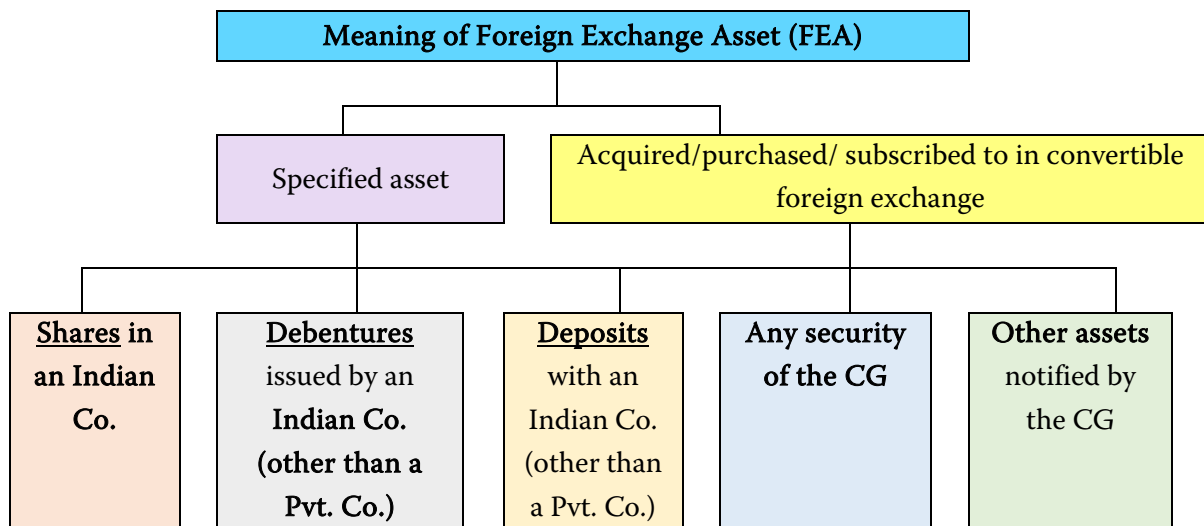 Meaning of Foreign Exchange Asset (FEA)
Specified asset
Acquired/purchased/ subscribed to in convertible
foreign exchange
Shares in
an Indian
Co.
Debentures
issued by an
Indian Co.
(other than a
Pvt. Co.)
Deposits
with an
Indian Co.
(other than
a Pvt. Co.)
Any security
of the CG
Other assets
notified by
the CG